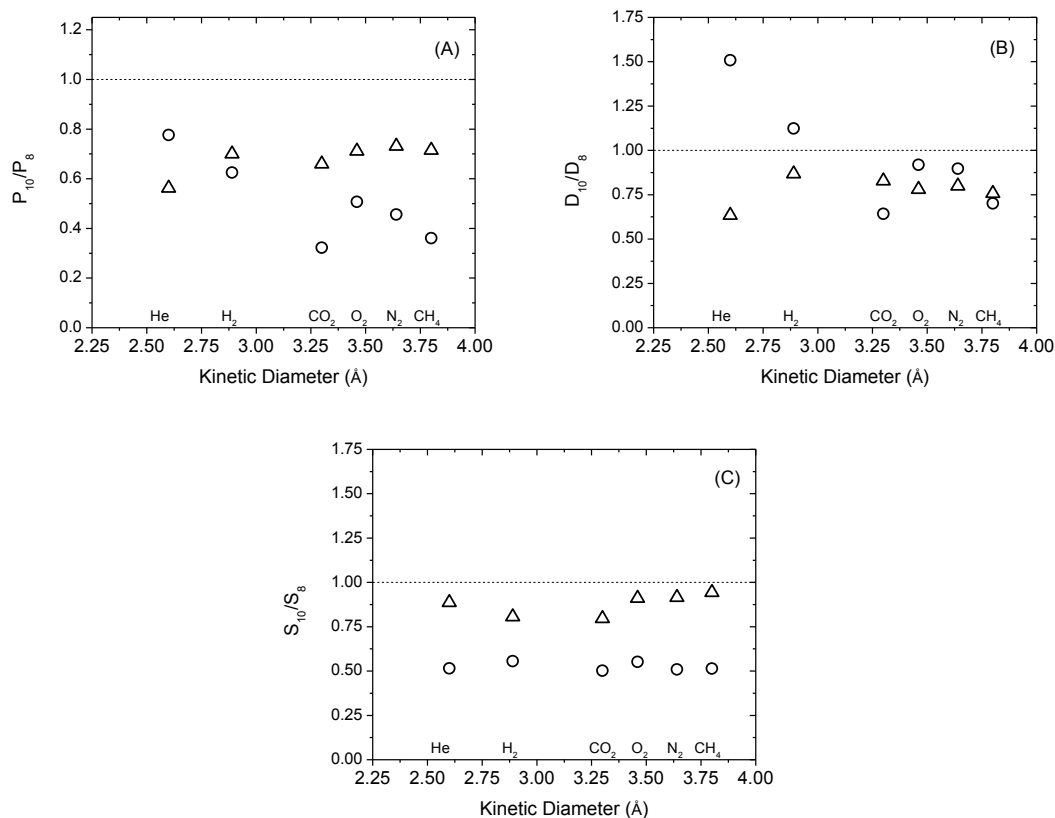 (A)
P₁₀/P₈
1.2
1.0
0.8
0.6
0.4
0.2
0.0
He H₂ CO₂ O₂ N₂ CH₄
2.25 2.50 2.75 3.00 3.25 3.50 3.75 4.00
Kinetic Diameter (Å)
(B)
D₁₀/D₈
1.75
1.50
1.25
1.00
0.75
0.50
0.25
0.00
He H₂ CO₂ O₂ N₂ CH₄
2.25 2.50 2.75 3.00 3.25 3.50 3.75 4.00
Kinetic Diameter (Å)
(C)
S₁₀/S₈
1.75
1.50
1.25
1.00
0.75
0.50
0.25
0.00
He H₂ CO₂ O₂ N₂ CH₄
2.25 2.50 2.75 3.00 3.25 3.50 3.75 4.00
Kinetic Diameter (Å)